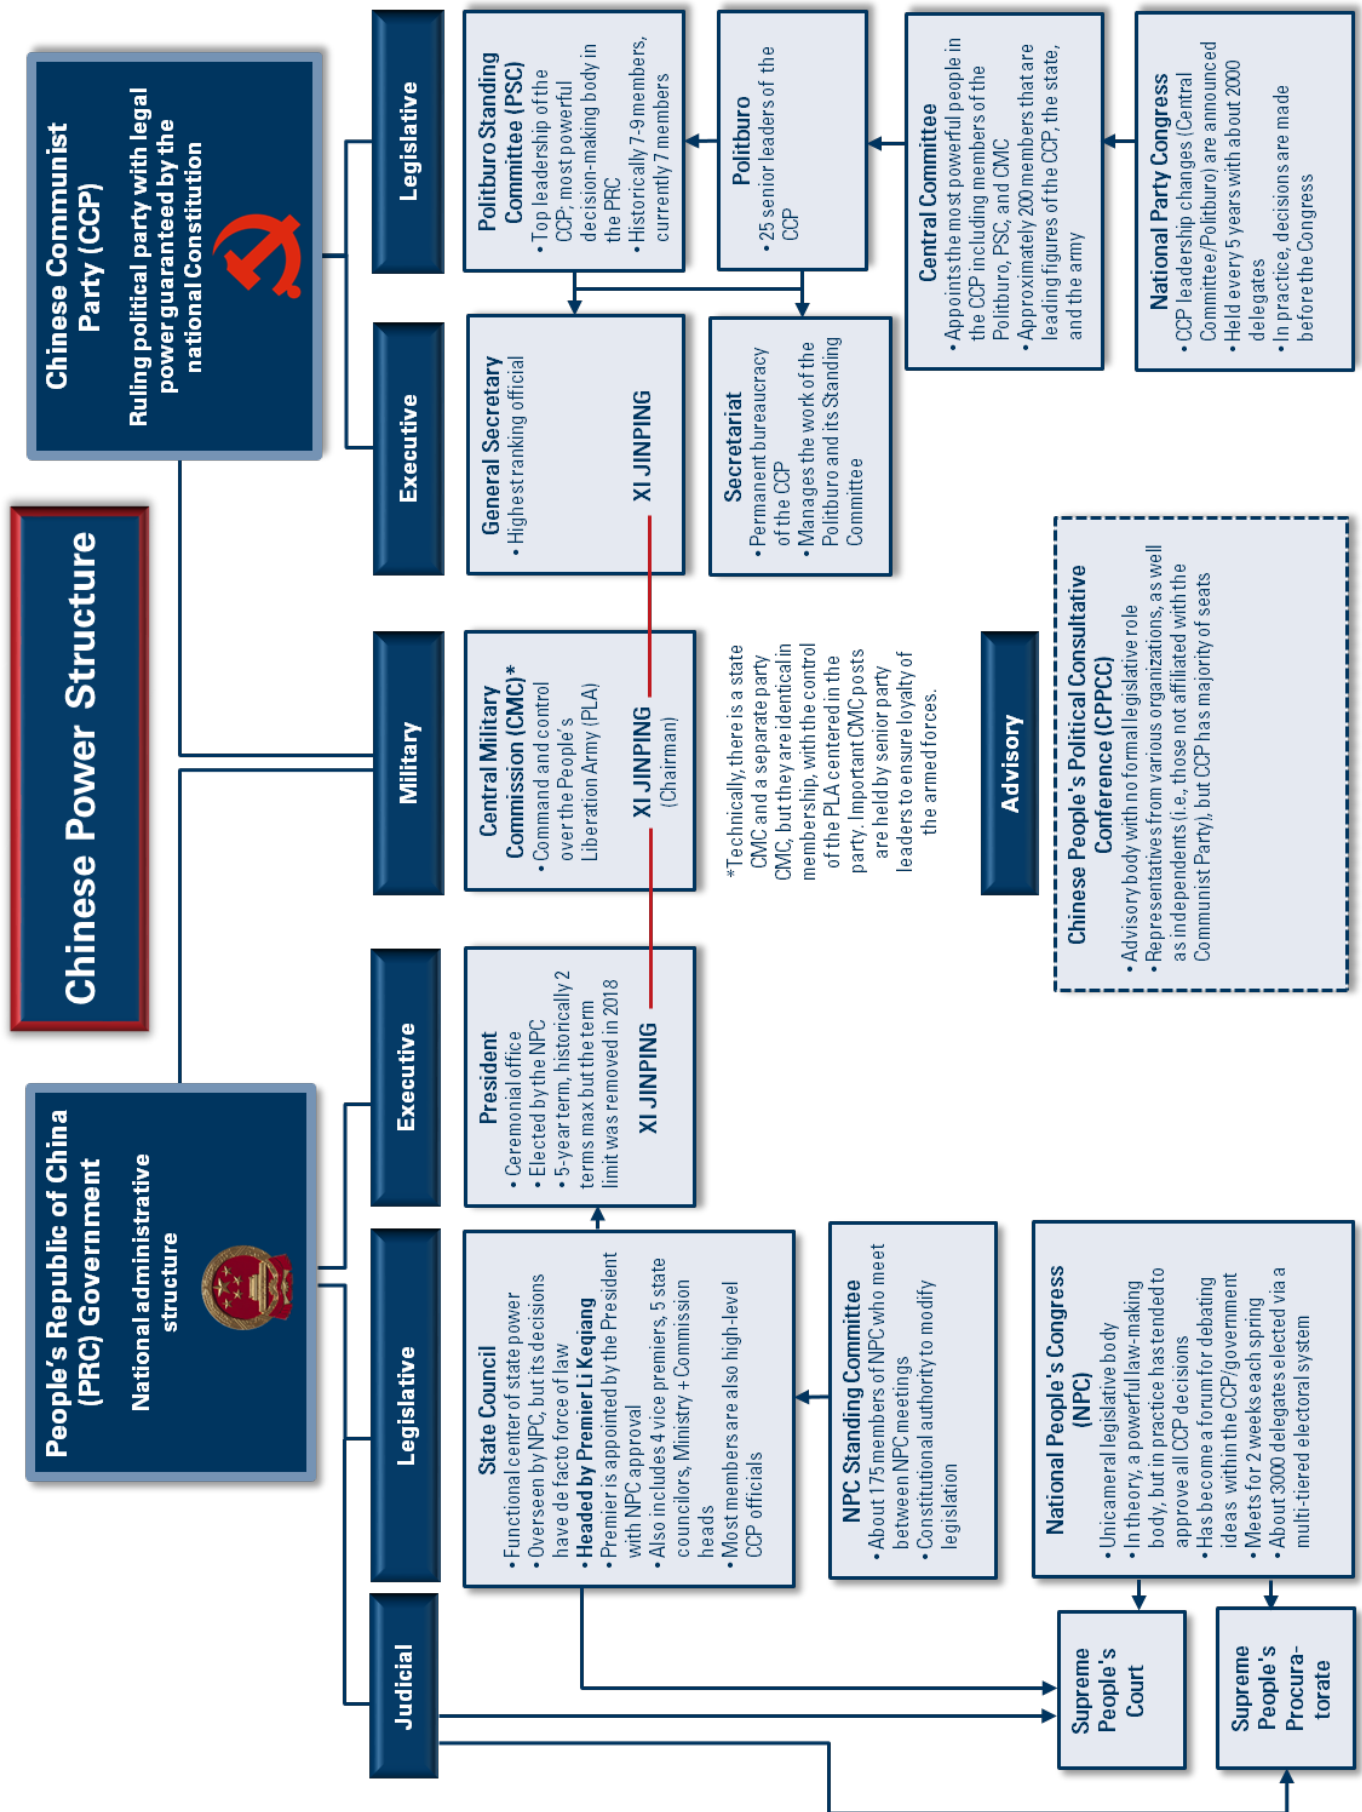 Chinese Power Structure
People's Republic of China
(PRC) Government
National administrative
structure
Chinese Communist
Party (CCP)
Ruling political party with legal
power guaranteed by the
national Constitution
Judicial
Legislative
Executive
Military
Executive
Legislative
State Council
• Functional center of state power
• Overseen by NPC, but its decisions
have de facto force of law
• Headed by Premier Li Keqiang
• Premier is appointed by the President
with NPC approval
• Also includes 4 vice premiers, 5 state
councilors, Ministry + Commission
heads
• Most members are also high-level
CCP officials
President
• Ceremonial office
• Elected by the NPC
• 5-year term, historically 2
terms max but the term
limit was removed in 2018
XI JINPING
Central Military
Commission (CMC)*
• Command and control
over the People's
Liberation Army (PLA)
XI JINPING
(Chairman)
General Secretary
• Highest ranking official
XI JINPING
Politburo Standing
Committee (PSC)
• Top leadership of the
CCP; most powerful
decision-making body in
the PRC
• Historically 7-9 members,
currently 7 members
NPC Standing Committee
• About 175 members of NPC who meet
between NPC meetings
• Constitutional authority to modify
legislation
*Technically, there is a state
CMC and a separate party
CMC, but they are identical in
membership, with the control
of the PLA centered in the
party. Important CMC posts
are held by senior party
leaders to ensure loyalty of
the armed forces.
Secretariat
• Permanent bureaucracy
of the CCP
• Manages the work of the
Politburo and its Standing
Committee
Politburo
• 25 senior leaders of the
CCP
Central Committee
• Appoints the most powerful people in
the CCP including members of the
Politburo, PSC, and CMC
• Approximately 200 members that are
leading figures of the CCP, the state,
and the army
Supreme
People's
Court
Supreme
People's
Procura-
torate
National People's Congress
(NPC)
• Unicameral legislative body
• In theory, a powerful law-making
body, but in practice has tended to
approve all CCP decisions
• Has become a forum for debating
ideas within the CCP/government
• Meets for 2 weeks each spring
• About 3000 delegates elected via a
multi-tiered electoral system
Advisory
Chinese People's Political Consultative
Conference (CPPCC)
• Advisory body with no formal legislative role
• Representatives from various organizations, as well
as independents (i.e., those not affiliated with the
Communist Party), but CCP has majority of seats
National Party Congress
• CCP leadership changes (Central
Committee/Politburo) are announced
• Held every 5 years with about 2000
delegates
• In practice, decisions are made
before the Congress